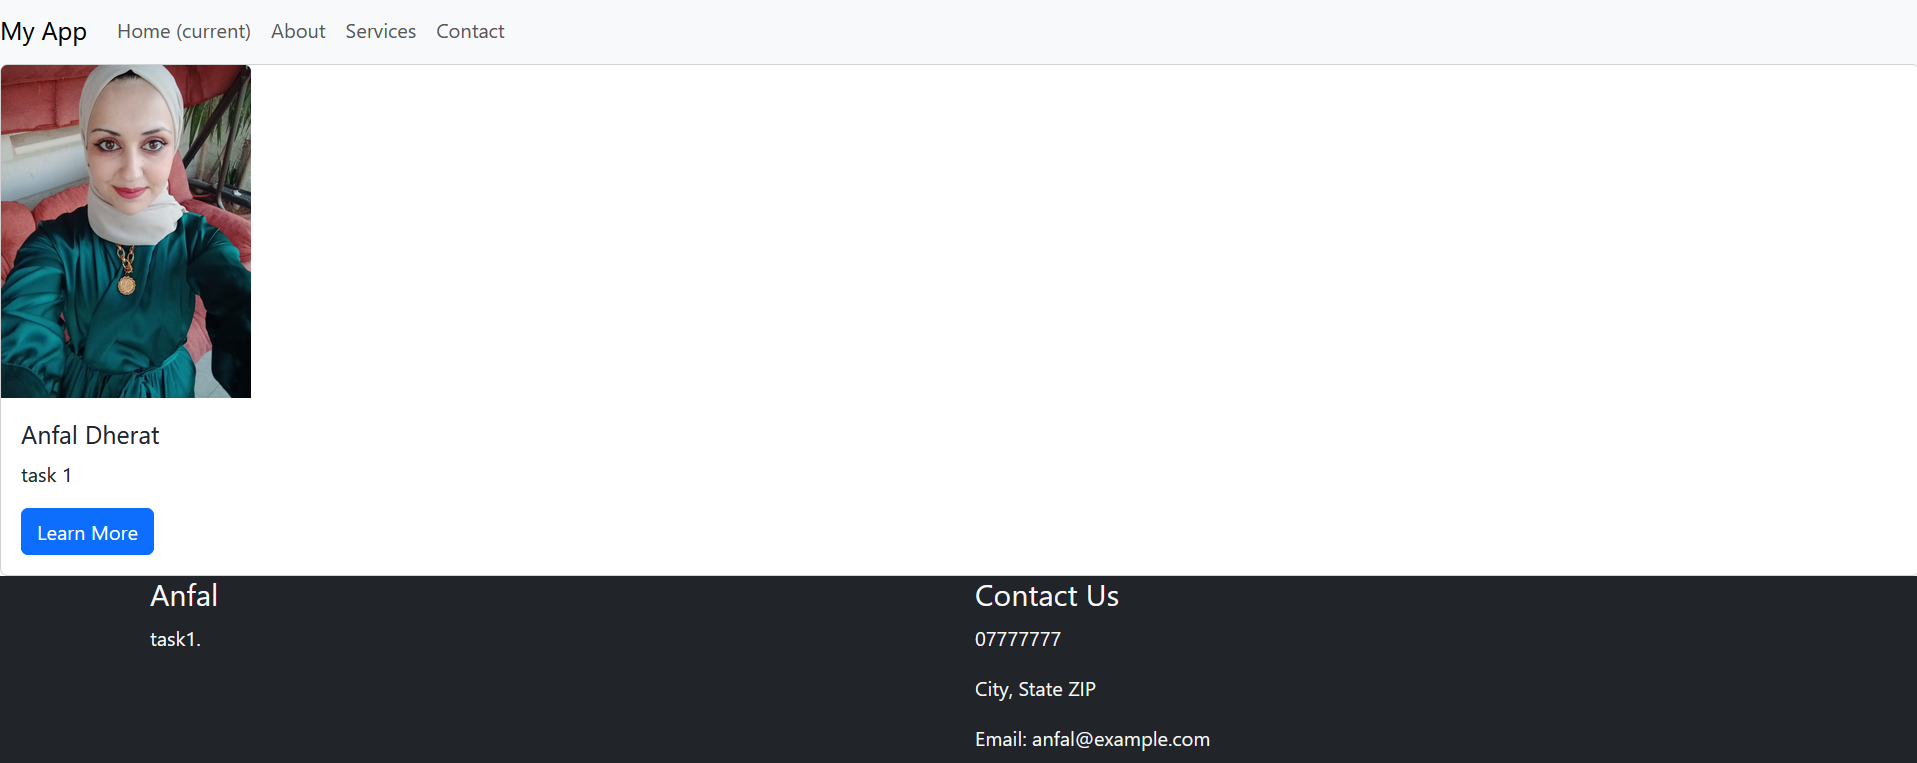 My App Home (current) About Services Contact
Anfal Dherat
task 1
Learn More
Anfal
task1.
Contact Us
07777777
City, State ZIP
Email: anfal@example.com